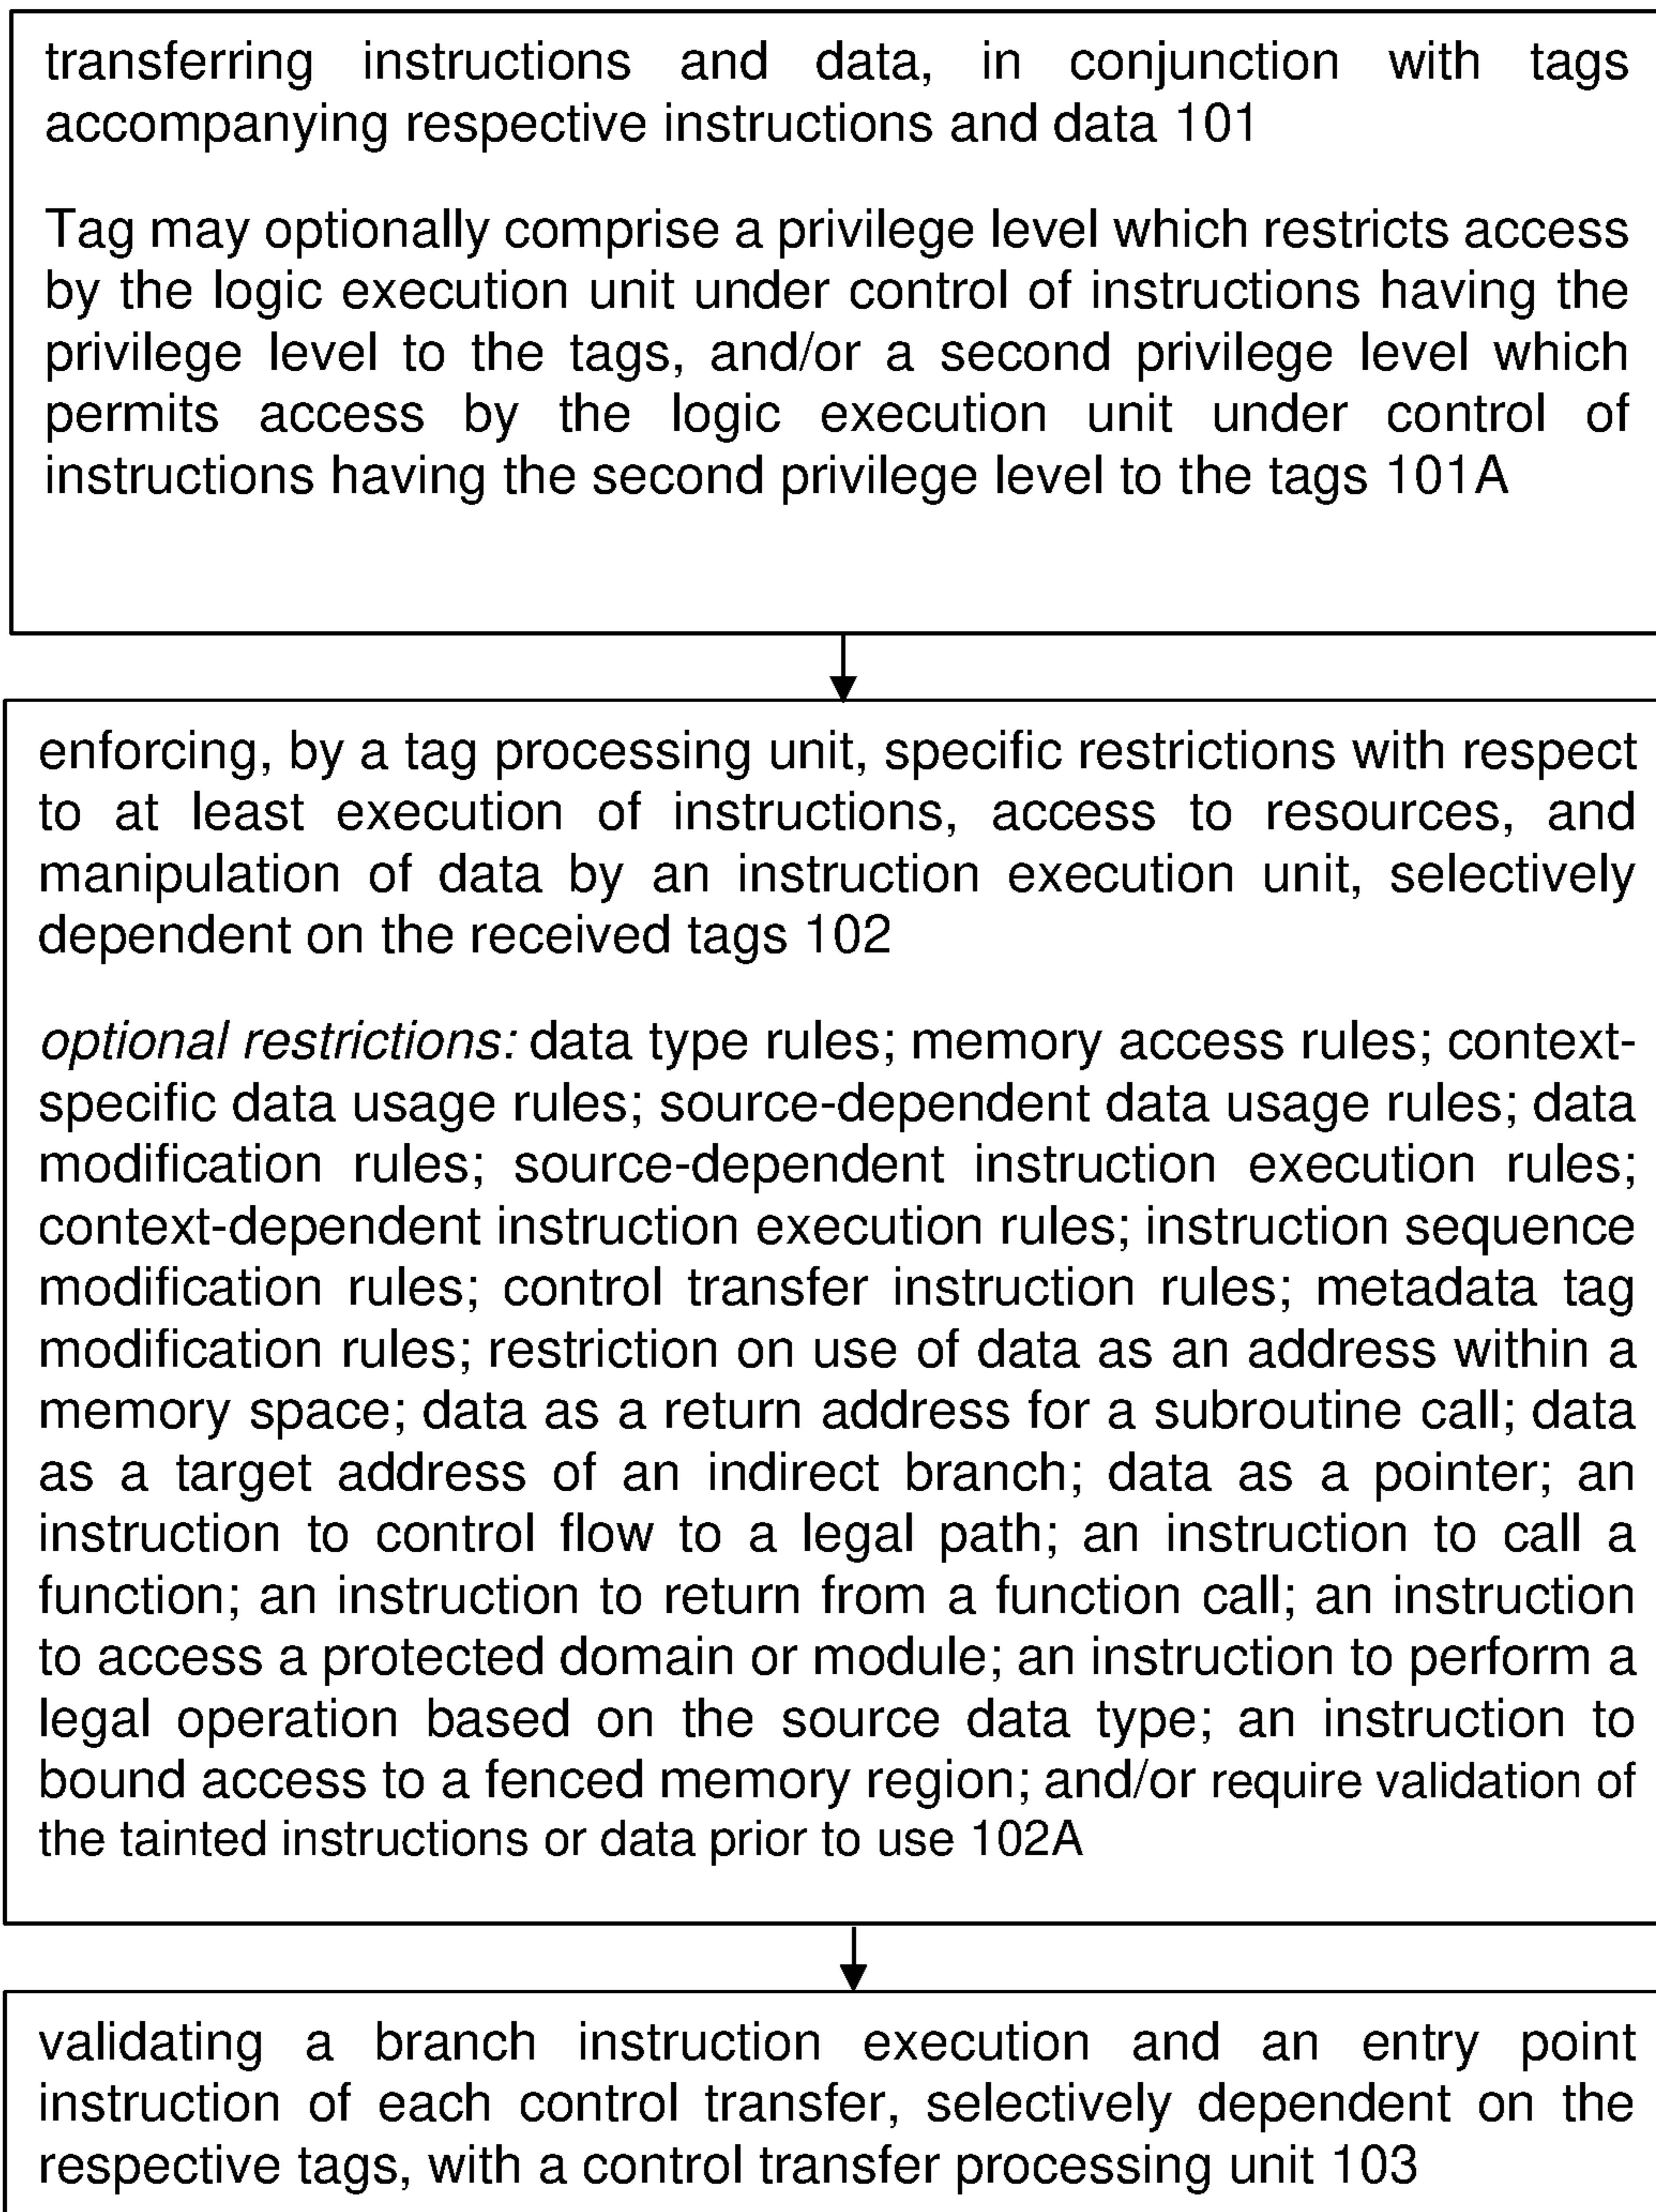 transferring instructions and data, in conjunction with tags
accompanying respective instructions and data 101
Tag may optionally comprise a privilege level which restricts access
by the logic execution unit under control of instructions having the
privilege level to the tags, and/or a second privilege level which
permits access by the logic execution unit under control of
instructions having the second privilege level to the tags 101A
enforcing, by a tag processing unit, specific restrictions with respect
to at least execution of instructions, access to resources, and
manipulation of data by an instruction execution unit, selectively
dependent on the received tags 102
optional restrictions: data type rules; memory access rules; context-
specific data usage rules; source-dependent data usage rules; data
modification rules; source-dependent instruction execution rules;
context-dependent instruction execution rules; instruction sequence
modification rules; control transfer instruction rules; metadata tag
modification rules; restriction on use of data as an address within a
memory space; data as a return address for a subroutine call; data
as a target address of an indirect branch; data as a pointer; an
instruction to control flow to a legal path; an instruction to call a
function; an instruction to return from a function call; an instruction
to access a protected domain or module; an instruction to perform a
legal operation based on the source data type; an instruction to
bound access to a fenced memory region; and/or require validation of
the tainted instructions or data prior to use 102A
validating a branch instruction execution and an entry point
instruction of each control transfer, selectively dependent on the
respective tags, with a control transfer processing unit 103